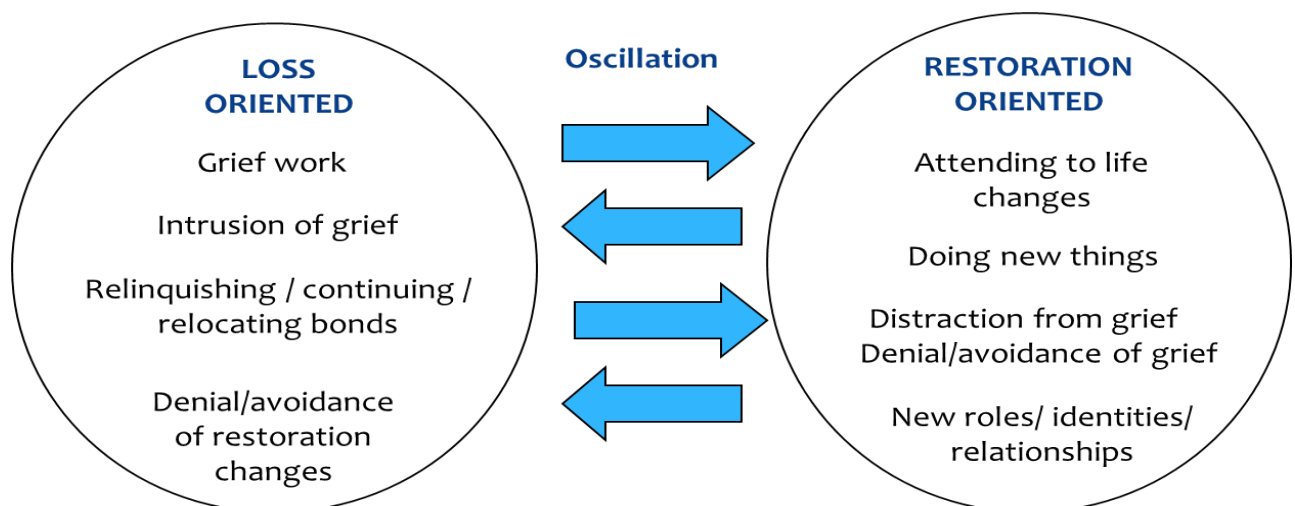 LOSS
ORIENTED
Grief work
Intrusion of grief
Relinquishing / continuing /
relocating bonds
Denial/avoidance
of restoration
changes
Oscillation
RESTORATION
ORIENTED
Attending to life
changes
Doing new things
Distraction from grief
Denial/avoidance of grief
New roles/ identities/
relationships